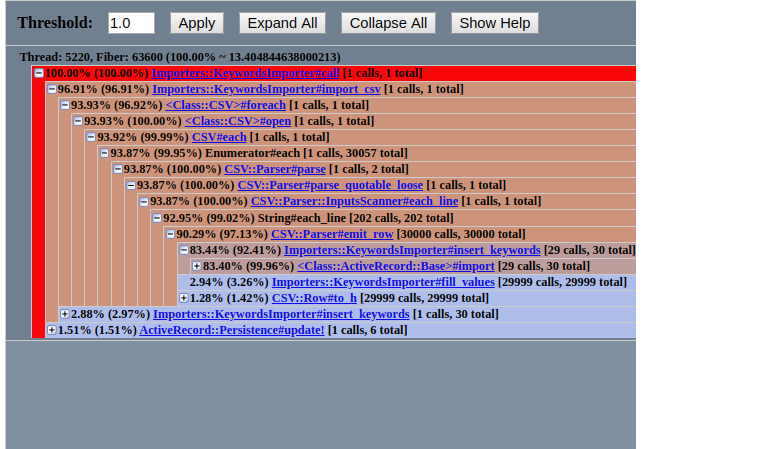 Threshold: 1.0 Apply Expand All Collapse All Show Help
Thread: 5220, Fiber: 63600 (100.00% ~ 13.404844638000213)
100.00% (100.00%) Importers::KeywordsImporter#call [1 calls, 1 total]
96.91% (96.91%) Importers::KeywordsImporter#import_csv [1 calls, 1 total]
93.93% (96.92%) <Class::CSV>#foreach [1 calls, 1 total]
93.93% (100.00%) <Class::CSV>#open [1 calls, 1 total]
93.92% (99.99%) CSV#each [1 calls, 1 total]
93.87% (99.95%) Enumerator#each [1 calls, 30057 total]
93.87% (100.00%) CSV::Parser#parse [1 calls, 2 total]
93.87% (100.00%) CSV::Parser#parse_quotable_loose [1 calls, 1 total]
93.87% (100.00%) CSV::Parser::InputsScanner#each_line [1 calls, 1 total]
92.95% (99.02%) String#each_line [202 calls, 202 total]
90.29% (97.13%) CSV::Parser#emit_row [30000 calls, 30000 total]
83.44% (92.41%) Importers::KeywordsImporter#insert_keywords [29 calls, 30 total]
83.40% (99.96%) <Class::ActiveRecord::Base>#import [29 calls, 30 total]
2.94% (3.26%) Importers::KeywordsImporter#fill_values [29999 calls, 29999 total]
1.28% (1.42%) CSV::Row#to_h [29999 calls, 29999 total]
2.88% (2.97%) Importers::KeywordsImporter#insert_keywords [1 calls, 30 total]
1.51% (1.51%) ActiveRecord::Persistence#update! [1 calls, 6 total]